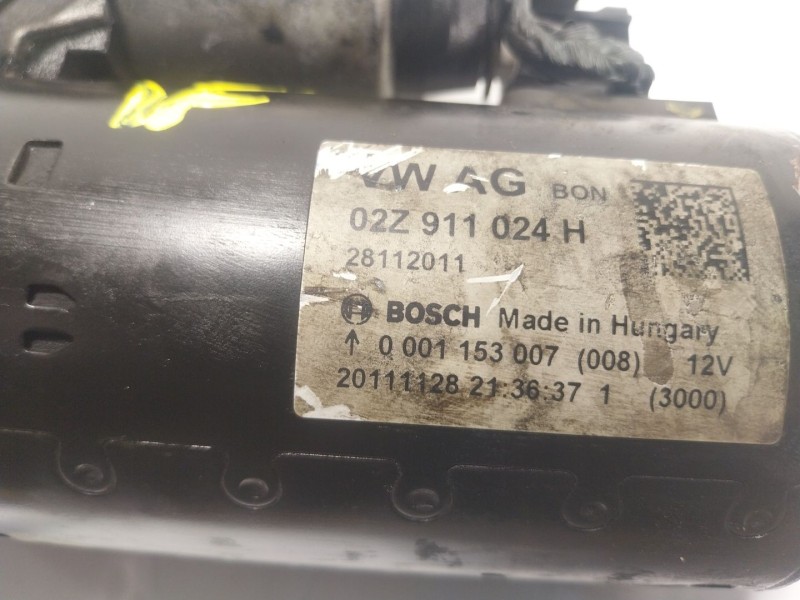 VW AG BON
02Z 911 024 H
28112011
BOSCH Made in Hungary
↑ 0 001 153 007 (008) 12V
20111128 21:36:37 1 (3000)